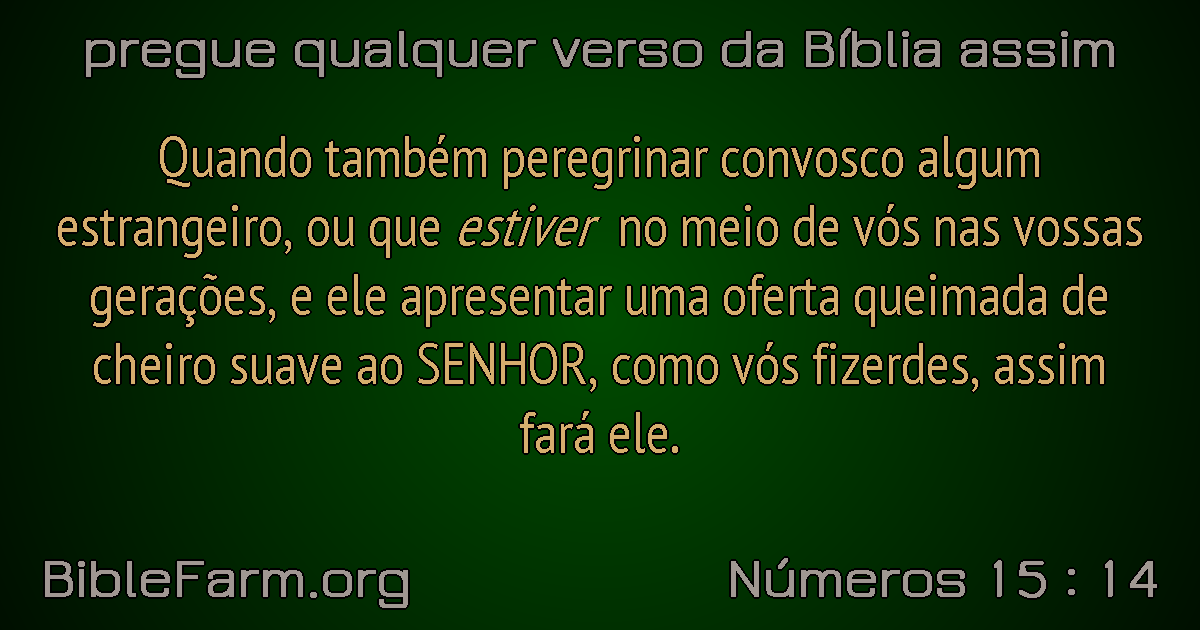 pregue qualquer verso da Bíblia assim
Quando também peregrinar convosco algum
estrangeiro, ou que estiver no meio de vós nas vossas
gerações, e ele apresentar uma oferta queimada de
cheiro suave ao SENHOR, como vós fizerdes, assim
fará ele.
BibleFarm.org
Números 15 : 14